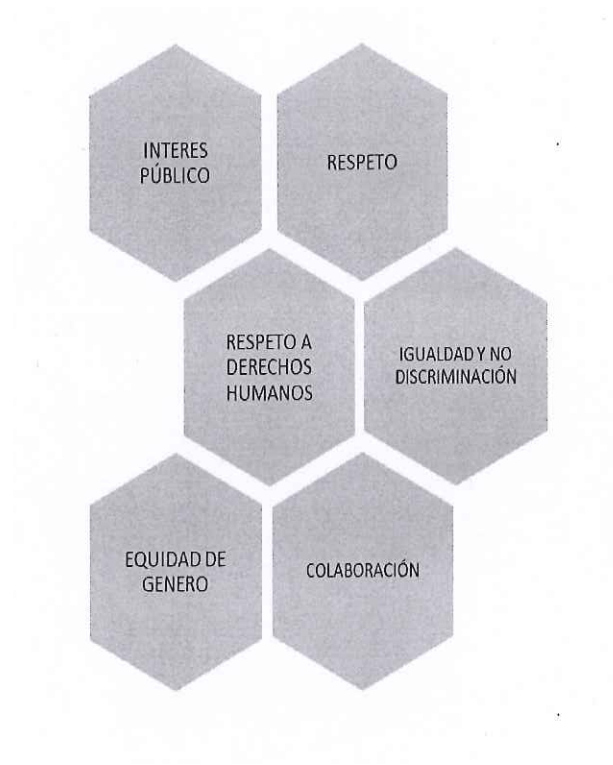 INTERES
PÚBLICO
RESPETO
RESPETO A
DERECHOS
HUMANOS
IGUALDAD Y NO
DISCRIMINACIÓN
EQUIDAD DE
GENERO
COLABORACIÓN